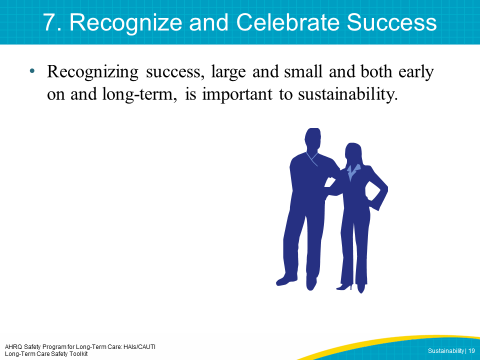 7. Recognize and Celebrate Success
• Recognizing success, large and small and both early
on and long-term, is important to sustainability.
AHRQ Safety Program for Long-Term Care: HAIs/CAUTI
Long-Term Care Safety Toolkit
Sustainability | 19